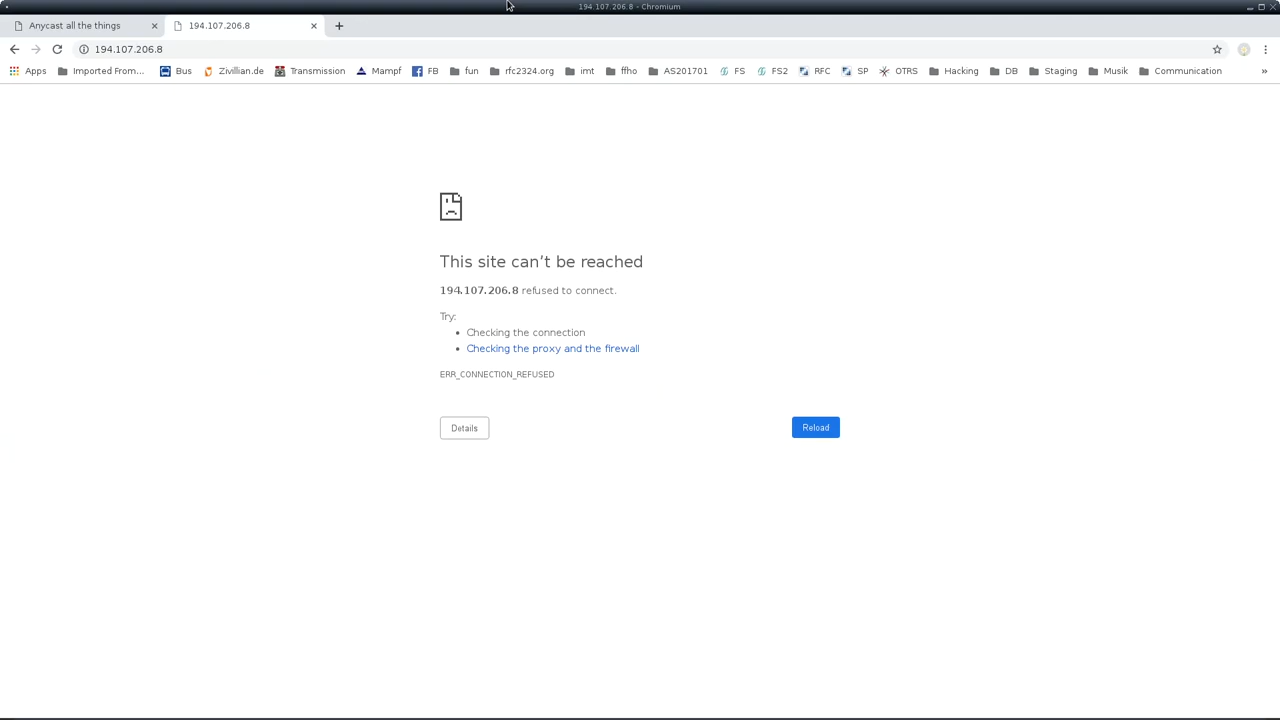 194.107.206.8 - Chromium
Anycast all the things
194.107.206.8
194.107.206.8
Apps Imported From... Bus Zivillian.de Transmission Mampf FB fun rfc2324.org imt ffho AS201701 FS FS2 RFC SP OTRS Hacking DB Staging Musik Communication »
This site can’t be reached
194.107.206.8 refused to connect.
Try:
• Checking the connection
• Checking the proxy and the firewall
ERR_CONNECTION_REFUSED
Details Reload